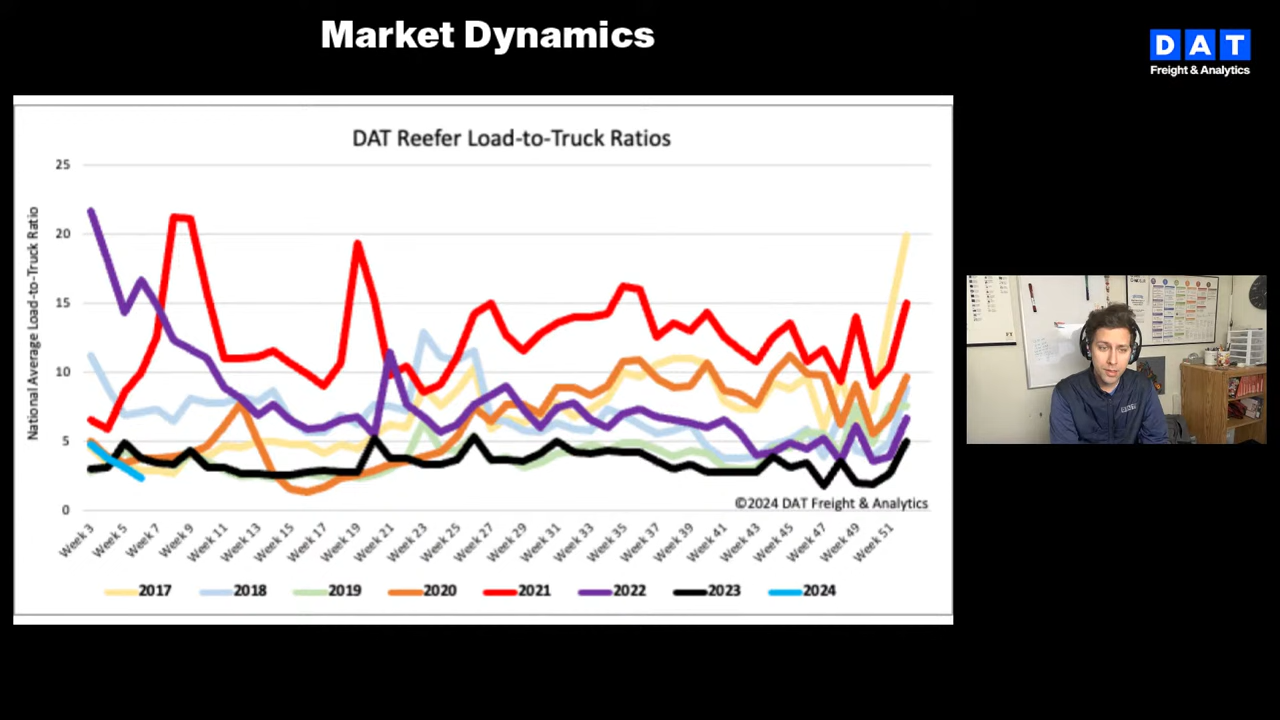 Market Dynamics
DAT
Freight & Analytics
DAT Reefer Load-to-Truck Ratios
National Average Load-to-Truck Ratio
25
20
15
10
5
0
©2024 DAT Freight & Analytics
Week 3
Week 5
Week 7
Week 9
Week 11
Week 13
Week 15
Week 17
Week 19
Week 21
Week 23
Week 25
Week 27
Week 29
Week 31
Week 33
Week 35
Week 37
Week 39
Week 41
Week 43
Week 45
Week 47
Week 49
Week 51
2017 2018 2019 2020 2021 2022 2023 2024